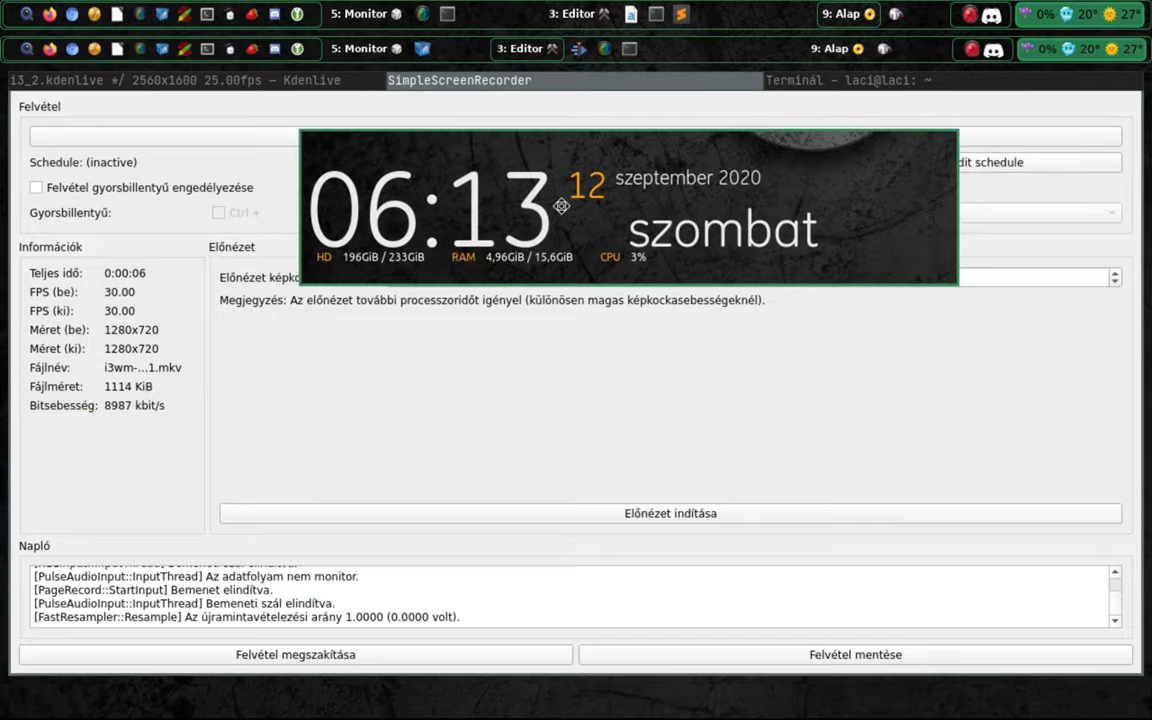 5: Monitor 3: Editor 9: Alap 0% 20° 27°
5: Monitor 3: Editor 9: Alap 0% 20° 27°
i3_2.kdenlive */ 2560x1600 25.00fps — Kdenlive
SimpleScreenRecorder
Terminál - laci@laci: ~
Felvétel
Schedule: (inactive)
dit schedule
Felvétel gyorsbillentyű engedélyezése
Gyorsbillentyű: Ctrl +
06:13 12 szeptember 2020
szombat
HD 196GiB / 233GiB RAM 4,96GiB / 15,6GiB CPU 3%
Információk
Teljes idő: 0:00:06
FPS (be): 30.00
FPS (ki): 30.00
Méret (be): 1280x720
Méret (ki): 1280x720
Fájlnév: i3wm-...1.mkv
Fájlméret: 1114 KiB
Bitsebesség: 8987 kbit/s
Előnézet
Előnézet képkc
Megjegyzés: Az előnézet további processzoridőt igényel (különösen magas képkockasebességeknél).
Előnézet indítása
Napló
[PulseAudioInput::InputThread] Az adatfolyam nem monitor.
[PageRecord::StartInput] Bemenet elindítva.
[PulseAudioInput::InputThread] Bemeneti szál elindítva.
[FastResampler::Resample] Az újramintavételezési arány 1.0000 (0.0000 volt).
Felvétel megszakítása
Felvétel mentése